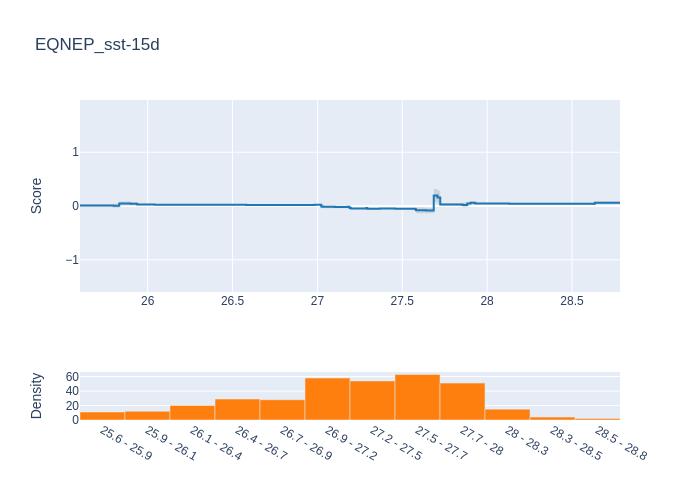 EQNEP_sst-15d
Score
1
0
−1
26
26.5
27
27.5
28
28.5
Density
60
40
20
0
25.6 - 25.9
25.9 - 26.1
26.1 - 26.4
26.4 - 26.7
26.7 - 26.9
26.9 - 27.2
27.2 - 27.5
27.5 - 27.7
27.7 - 28
28 - 28.3
28.3 - 28.5
28.5 - 28.8